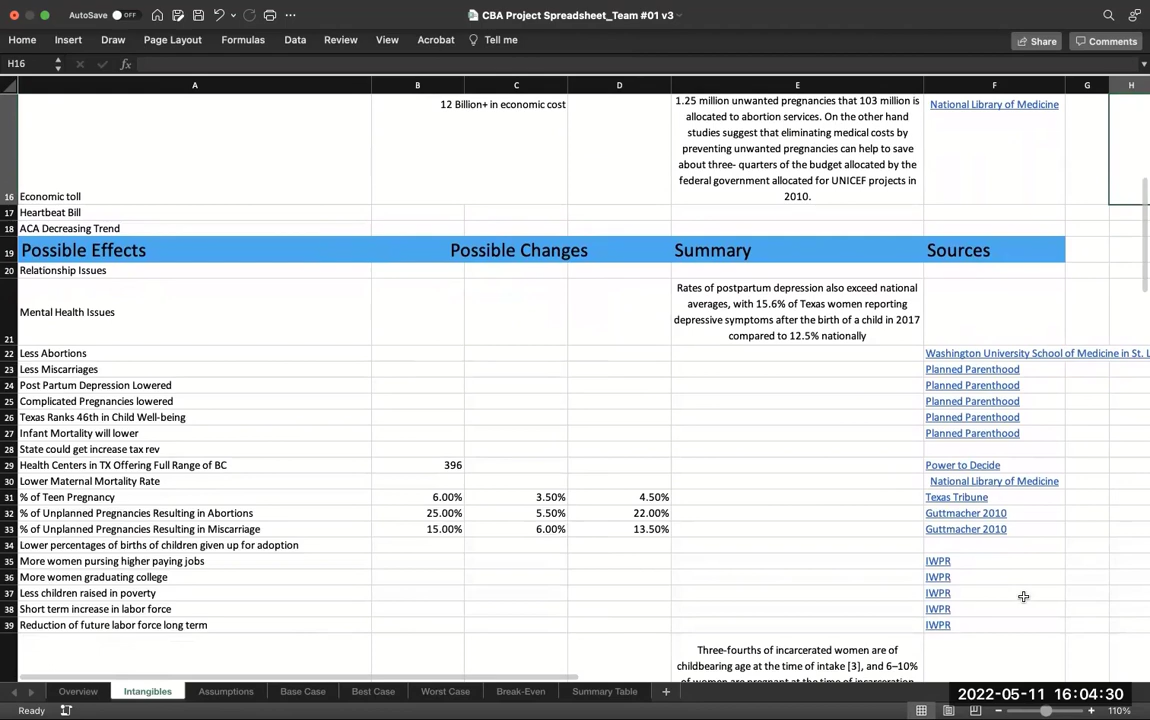 AutoSave OFF
CBA Project Spreadsheet_Team #01 v3
Home Insert Draw Page Layout Formulas Data Review View Acrobat Tell me
Share Comments
H16 fx
A B C D E F G H
12 Billion+ in economic cost
1.25 million unwanted pregnancies that 103 million is
allocated to abortion services. On the other hand
studies suggest that eliminating medical costs by
preventing unwanted pregnancies can help to save
about three- quarters of the budget allocated by the
federal government allocated for UNICEF projects in
2010.
National Library of Medicine
16 Economic toll
17 Heartbeat Bill
18 ACA Decreasing Trend
19 Possible Effects Possible Changes Summary Sources
20 Relationship Issues
Rates of postpartum depression also exceed national
averages, with 15.6% of Texas women reporting
depressive symptoms after the birth of a child in 2017
compared to 12.5% nationally
21 Mental Health Issues
22 Less Abortions Washington University School of Medicine in St. L
23 Less Miscarriages Planned Parenthood
24 Post Partum Depression Lowered Planned Parenthood
25 Complicated Pregnancies lowered Planned Parenthood
26 Texas Ranks 46th in Child Well-being Planned Parenthood
27 Infant Mortality will lower Planned Parenthood
28 State could get increase tax rev
29 Health Centers in TX Offering Full Range of BC 396 Power to Decide
30 Lower Maternal Mortality Rate National Library of Medicine
31 % of Teen Pregnancy 6.00% 3.50% 4.50% Texas Tribune
32 % of Unplanned Pregnancies Resulting in Abortions 25.00% 5.50% 22.00% Guttmacher 2010
33 % of Unplanned Pregnancies Resulting in Miscarriage 15.00% 6.00% 13.50% Guttmacher 2010
34 Lower percentages of births of children given up for adoption
35 More women pursing higher paying jobs IWPR
36 More women graduating college IWPR
37 Less children raised in poverty IWPR
38 Short term increase in labor force IWPR
39 Reduction of future labor force long term IWPR
Three-fourths of incarcerated women are of
childbearing age at the time of intake [3], and 6–10%
of women are pregnant at the time of incarceration
Overview Intangibles Assumptions Base Case Best Case Worst Case Break-Even Summary Table +
2022-05-11 16:04:30
Ready 110%